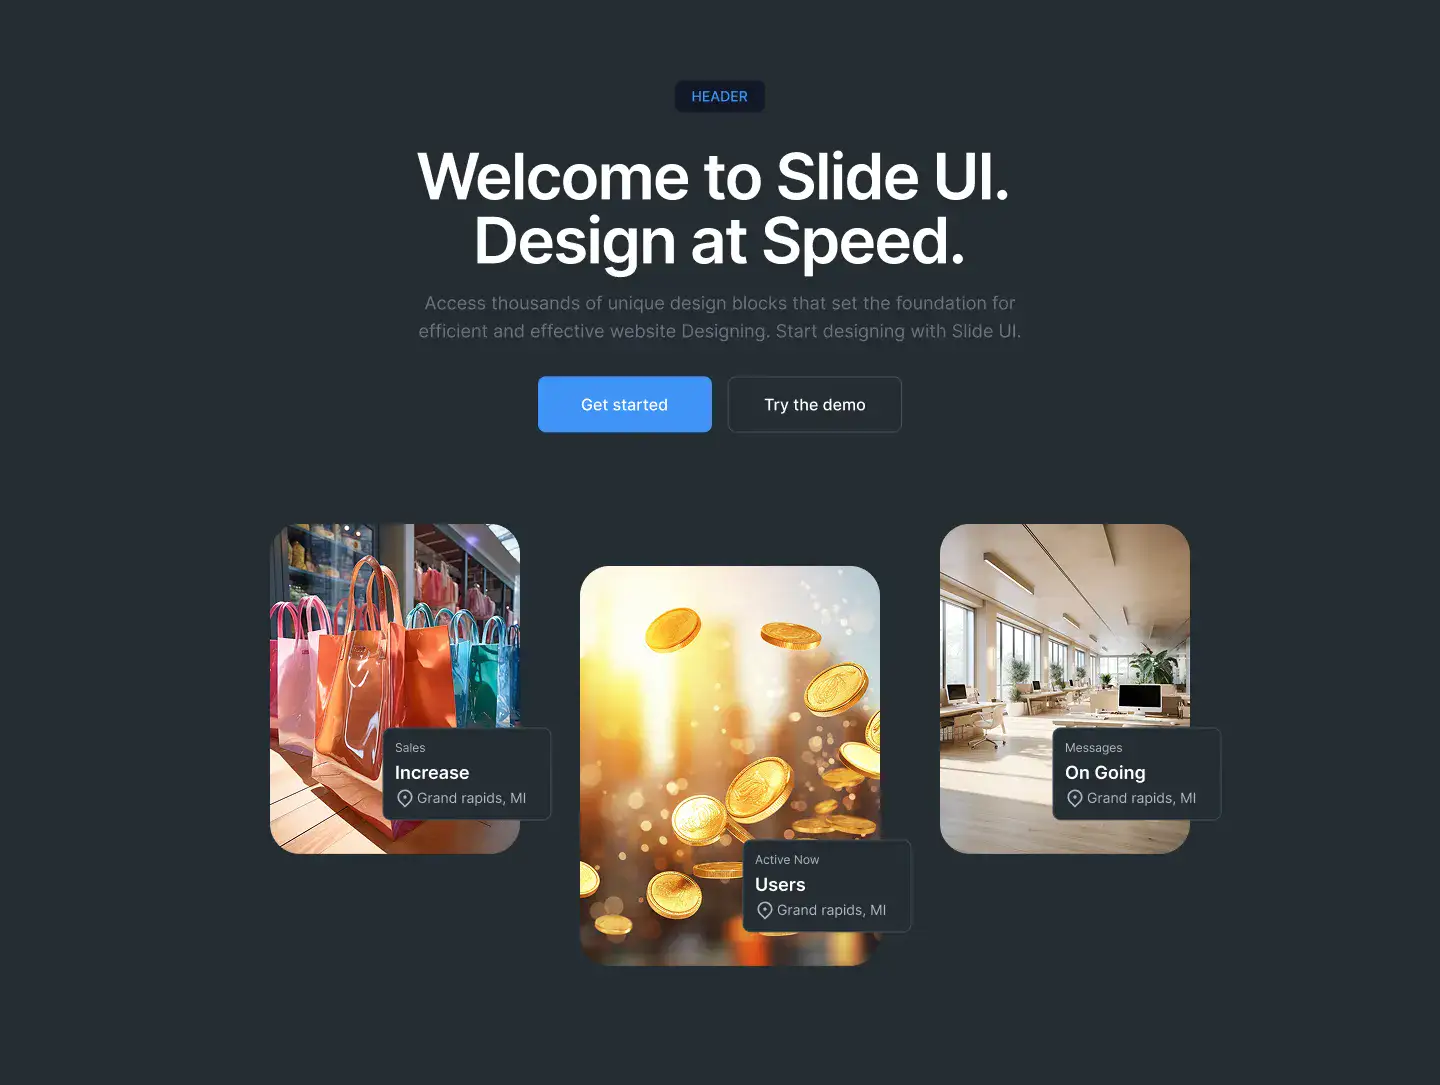 HEADER
Welcome to Slide UI.
Design at Speed.
Access thousands of unique design blocks that set the foundation for
efficient and effective website Designing. Start designing with Slide UI.
Get started
Try the demo
Sales
Increase
Grand rapids, MI
Active Now
Users
Grand rapids, MI
Messages
On Going
Grand rapids, MI